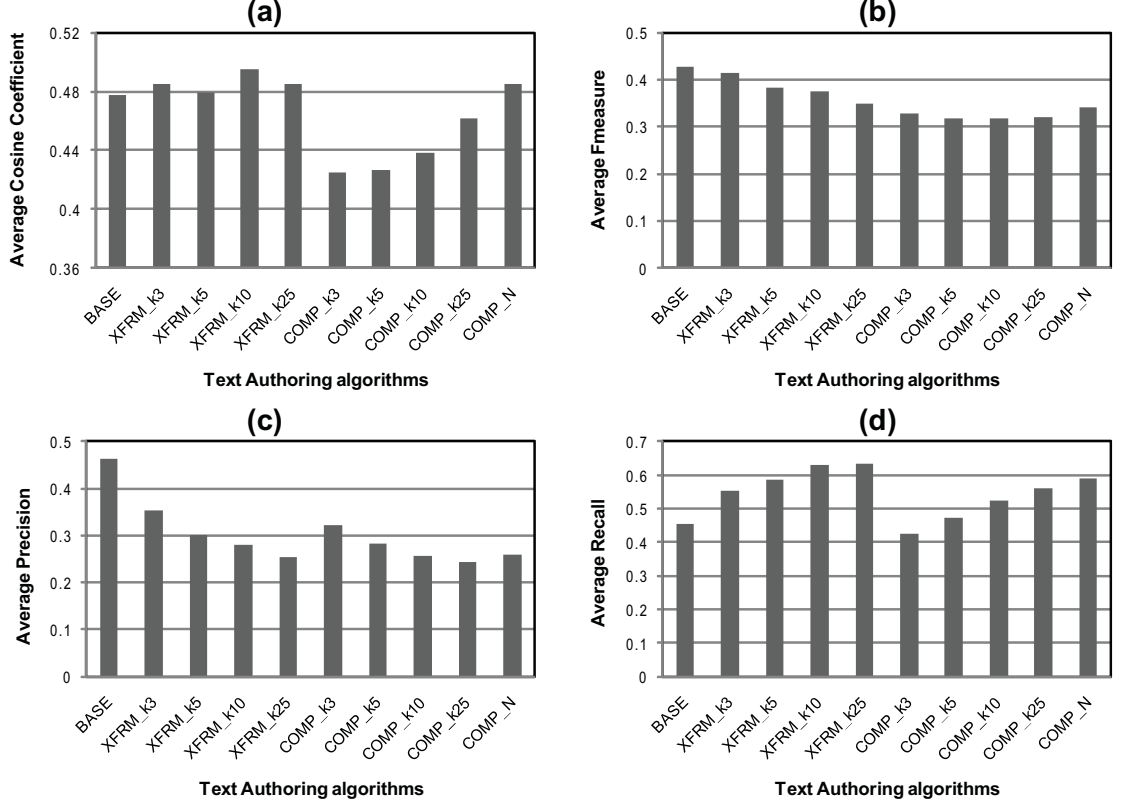 (a)
0.52
0.48
0.44
0.4
0.36
Average Cosine Coefficient
BASE
XFRM_k3
XFRM_k5
XFRM_k10
XFRM_k25
COMP_k3
COMP_k5
COMP_k10
COMP_k25
COMP_N
Text Authoring algorithms
(b)
0.5
0.4
0.3
0.2
0.1
0
Average Fmeasure
BASE
XFRM_k3
XFRM_k5
XFRM_k10
XFRM_k25
COMP_k3
COMP_k5
COMP_k10
COMP_k25
COMP_N
Text Authoring algorithms
(c)
0.5
0.4
0.3
0.2
0.1
0
Average Precision
BASE
XFRM_k3
XFRM_k5
XFRM_k10
XFRM_k25
COMP_k3
COMP_k5
COMP_k10
COMP_k25
COMP_N
Text Authoring algorithms
(d)
0.7
0.6
0.5
0.4
0.3
0.2
0.1
0
Average Recall
BASE
XFRM_k3
XFRM_k5
XFRM_k10
XFRM_k25
COMP_k3
COMP_k5
COMP_k10
COMP_k25
COMP_N
Text Authoring algorithms